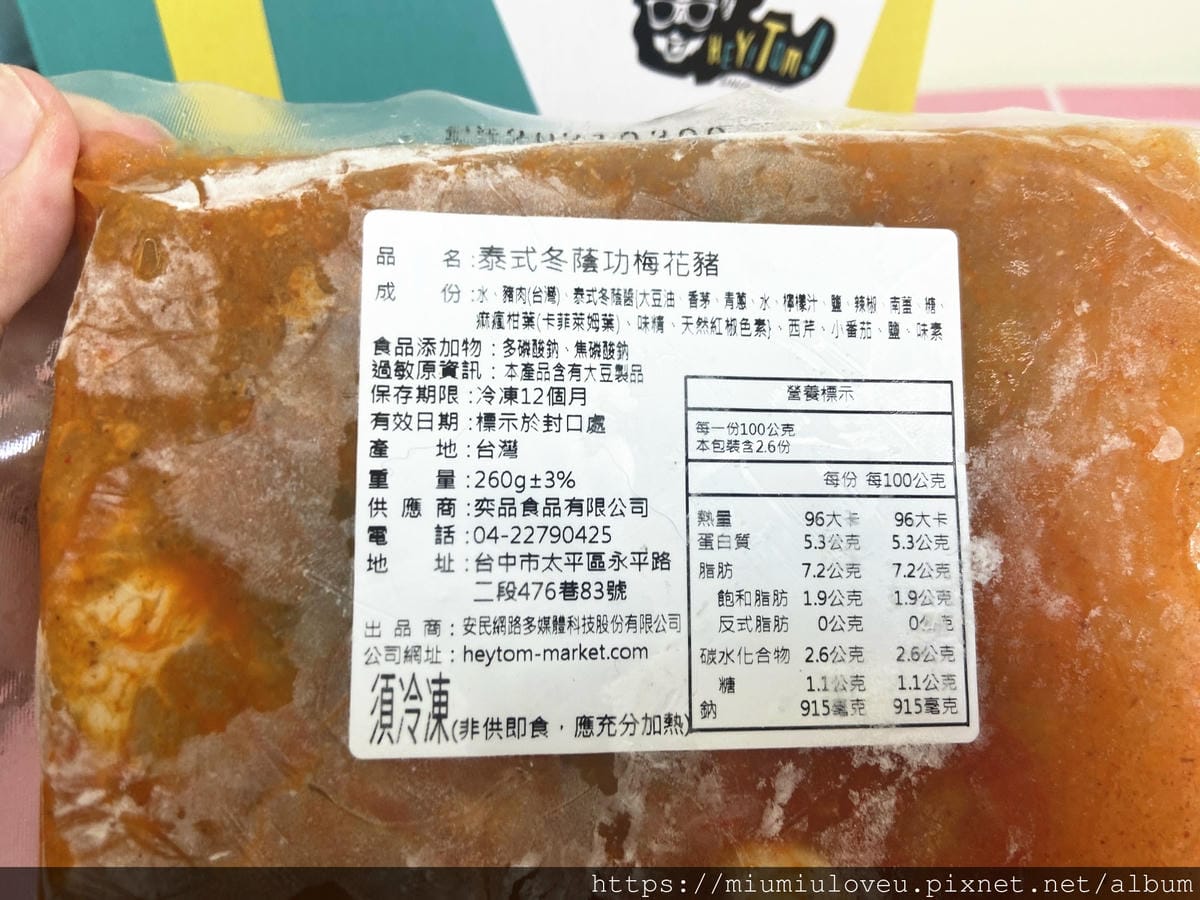 HEY!TOM!
品 名:泰式冬蔭功梅花豬
成 份:水、豬肉(台灣)、泰式冬蔭醬{大豆油、香茅、青蔥、水、檸檬汁、鹽、辣椒、南薑、糖、
痲瘋柑葉(卡菲萊姆葉)、味精、天然紅椒色素}、西芹、小番茄、鹽、味素
食品添加物:多磷酸鈉、焦磷酸鈉
過敏原資訊:本產品含有大豆製品
保存期限:冷凍12個月
有效日期:標示於封口處
產 地:台灣
重 量:260g±3%
供 應 商:奕品食品有限公司
電 話:04-22790425
地 址:台中市太平區永平路
二段476巷83號
出 品 商:安民網路多媒體科技股份有限公司
公司網址:heytom-market.com
須冷凍(非供即食,應充分加熱)
營養標示
每一份100公克
本包裝含2.6份
每份 每100公克
熱量 96大卡 96大卡
蛋白質 5.3公克 5.3公克
脂肪 7.2公克 7.2公克
飽和脂肪 1.9公克 1.9公克
反式脂肪 0公克 0公克
碳水化合物 2.6公克 2.6公克
糖 1.1公克 1.1公克
鈉 915毫克 915毫克
https://miumiuloveu.pixnet.net/album